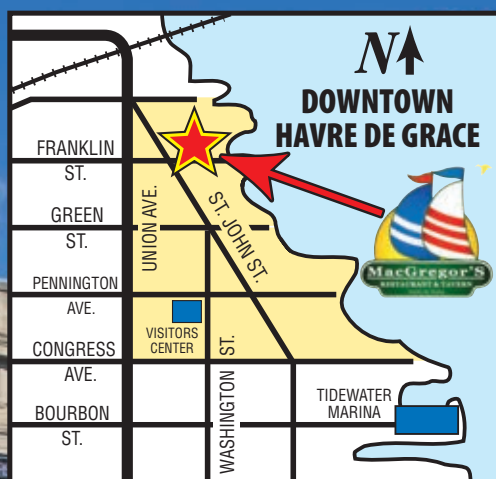 N
DOWNTOWN
HAVRE DE GRACE
FRANKLIN
ST.
UNION AVE.
ST. JOHN ST.
GREEN
ST.
MacGregor's
RESTAURANT & TAVERN
PENNINGTON
AVE.
VISITORS
CENTER
CONGRESS
AVE.
WASHINGTON ST.
TIDEWATER
MARINA
BOURBON
ST.